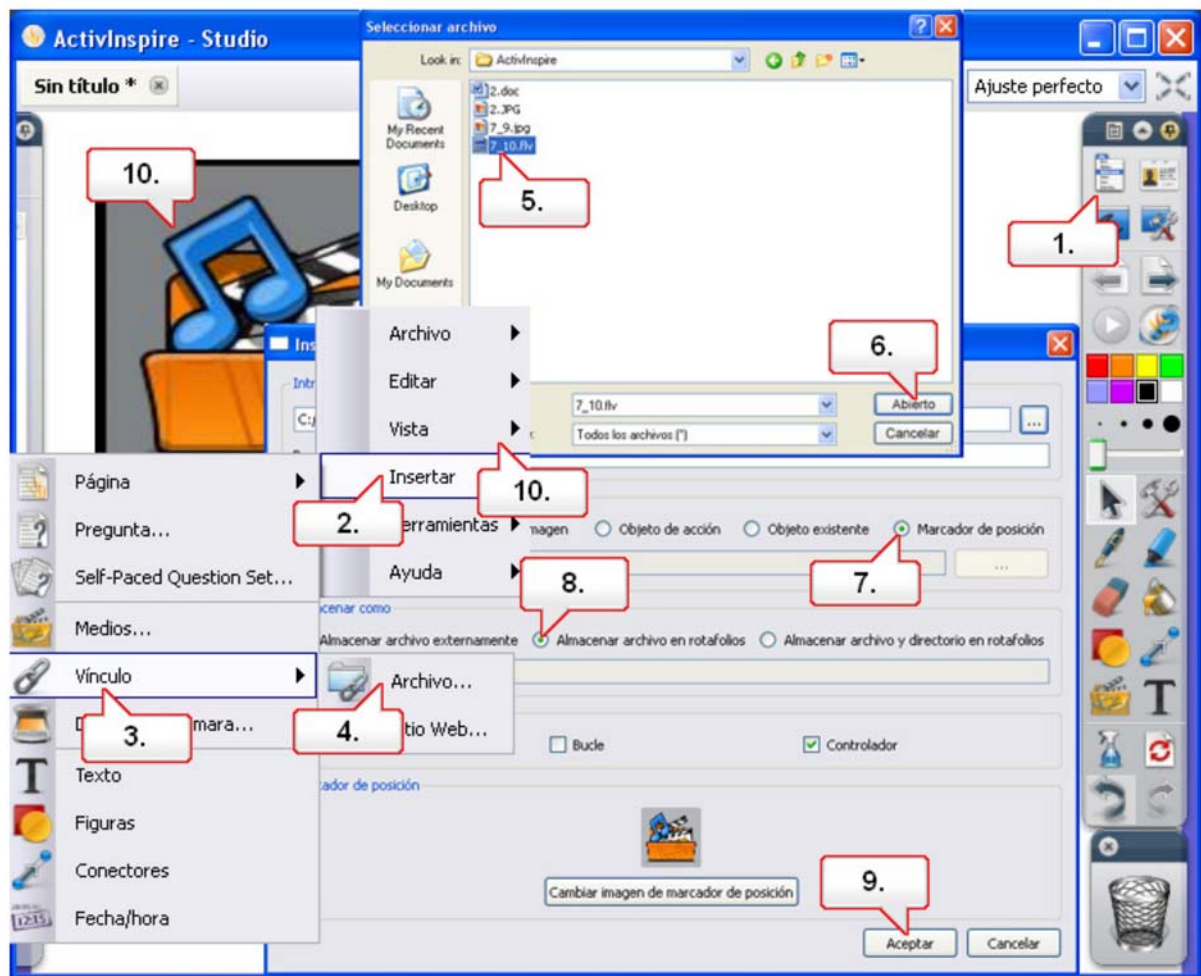 ActivInspire - Studio
Sin título *
Ajuste perfecto
Seleccionar archivo
Look in:
ActivInspire
My Recent Documents
Desktop
My Documents
2.doc
2.JPG
7_9.jpg
7_10.flv
7_10.flv
Abierto
Todos los archivos (*)
Cancelar
10.
5.
1.
6.
Archivo
Editar
Vista
Insertar
10.
2.
erramientas
Ayuda
Ins
Intr
C:/
...
magen
Objeto de acción
Objeto existente
Marcador de posición
...
7.
8.
cenar como
Almacenar archivo externamente
Almacenar archivo en rotafolios
Almacenar archivo y directorio en rotafolios
Página
Pregunta...
Self-Paced Question Set...
Medios...
Vínculo
Archivo...
tio Web...
3.
4.
mara...
Texto
Figuras
Conectores
Fecha/hora
12:15
Bucle
Controlador
ador de posición
Cambiar imagen de marcador de posición
9.
Aceptar
Cancelar
T
T